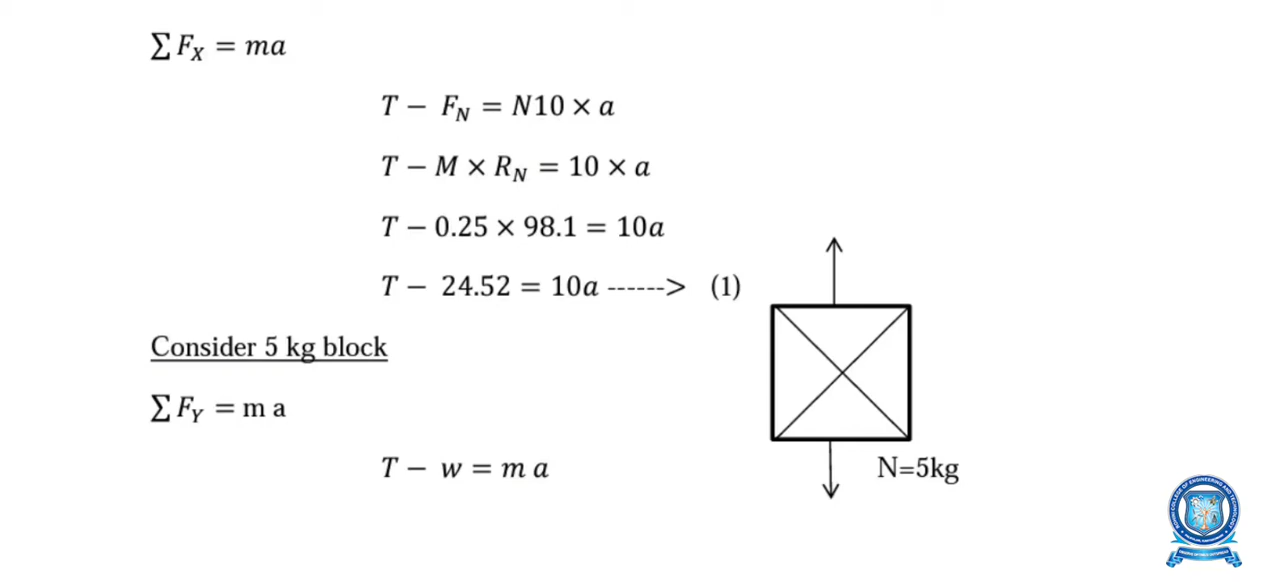 ∑ F_X = ma
T − F_N = N10 × a
T − M × R_N = 10 × a
T − 0.25 × 98.1 = 10a
T − 24.52 = 10a ------> (1)
Consider 5 kg block
∑ F_Y = m a
T − w = m a
N=5kg